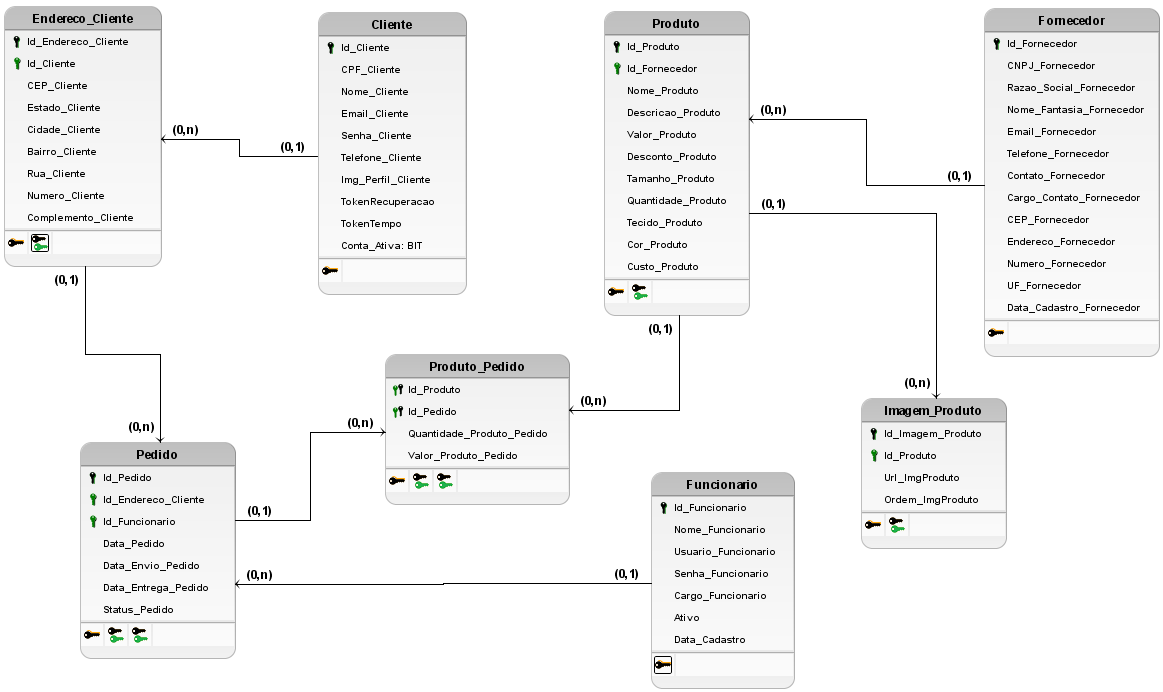 Endereco_Cliente
Id_Endereco_Cliente
Id_Cliente
CEP_Cliente
Estado_Cliente
Cidade_Cliente
Bairro_Cliente
Rua_Cliente
Numero_Cliente
Complemento_Cliente
(0,n)
(0,1)
(0,1)
(0,n)
Cliente
Id_Cliente
CPF_Cliente
Nome_Cliente
Email_Cliente
Senha_Cliente
Telefone_Cliente
Img_Perfil_Cliente
TokenRecuperacao
TokenTempo
Conta_Ativa: BIT
Produto
Id_Produto
Id_Fornecedor
Nome_Produto
Descricao_Produto
Valor_Produto
Desconto_Produto
Tamanho_Produto
Quantidade_Produto
Tecido_Produto
Cor_Produto
Custo_Produto
(0,n)
(0,1)
(0,1)
(0,n)
(0,1)
(0,n)
Fornecedor
Id_Fornecedor
CNPJ_Fornecedor
Razao_Social_Fornecedor
Nome_Fantasia_Fornecedor
Email_Fornecedor
Telefone_Fornecedor
Contato_Fornecedor
Cargo_Contato_Fornecedor
CEP_Fornecedor
Endereco_Fornecedor
Numero_Fornecedor
UF_Fornecedor
Data_Cadastro_Fornecedor
Produto_Pedido
Id_Produto
Id_Pedido
Quantidade_Produto_Pedido
Valor_Produto_Pedido
(0,n)
(0,1)
Imagem_Produto
Id_Imagem_Produto
Id_Produto
Url_ImgProduto
Ordem_ImgProduto
Pedido
Id_Pedido
Id_Endereco_Cliente
Id_Funcionario
Data_Pedido
Data_Envio_Pedido
Data_Entrega_Pedido
Status_Pedido
(0,n)
(0,1)
Funcionario
Id_Funcionario
Nome_Funcionario
Usuario_Funcionario
Senha_Funcionario
Cargo_Funcionario
Ativo
Data_Cadastro